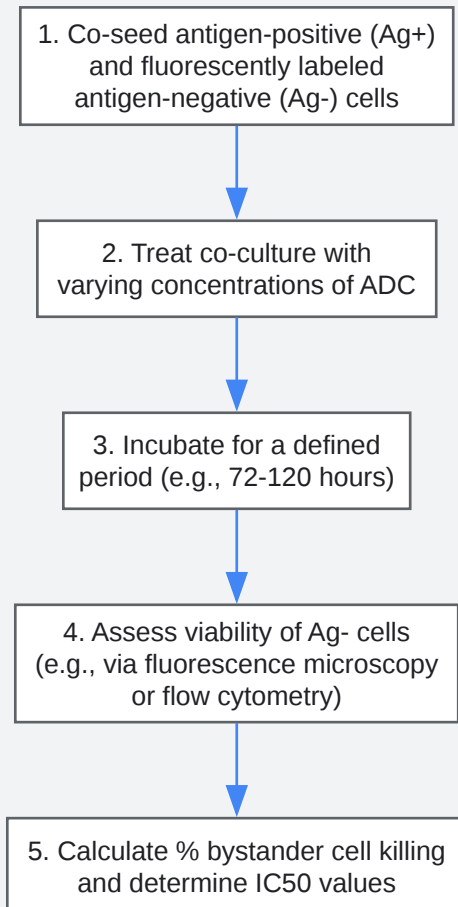 1. Co-seed antigen-positive (Ag+)
and fluorescently labeled
antigen-negative (Ag-) cells
2. Treat co-culture with
varying concentrations of ADC
3. Incubate for a defined
period (e.g., 72-120 hours)
4. Assess viability of Ag- cells
(e.g., via fluorescence microscopy
or flow cytometry)
5. Calculate % bystander cell killing
and determine IC50 values